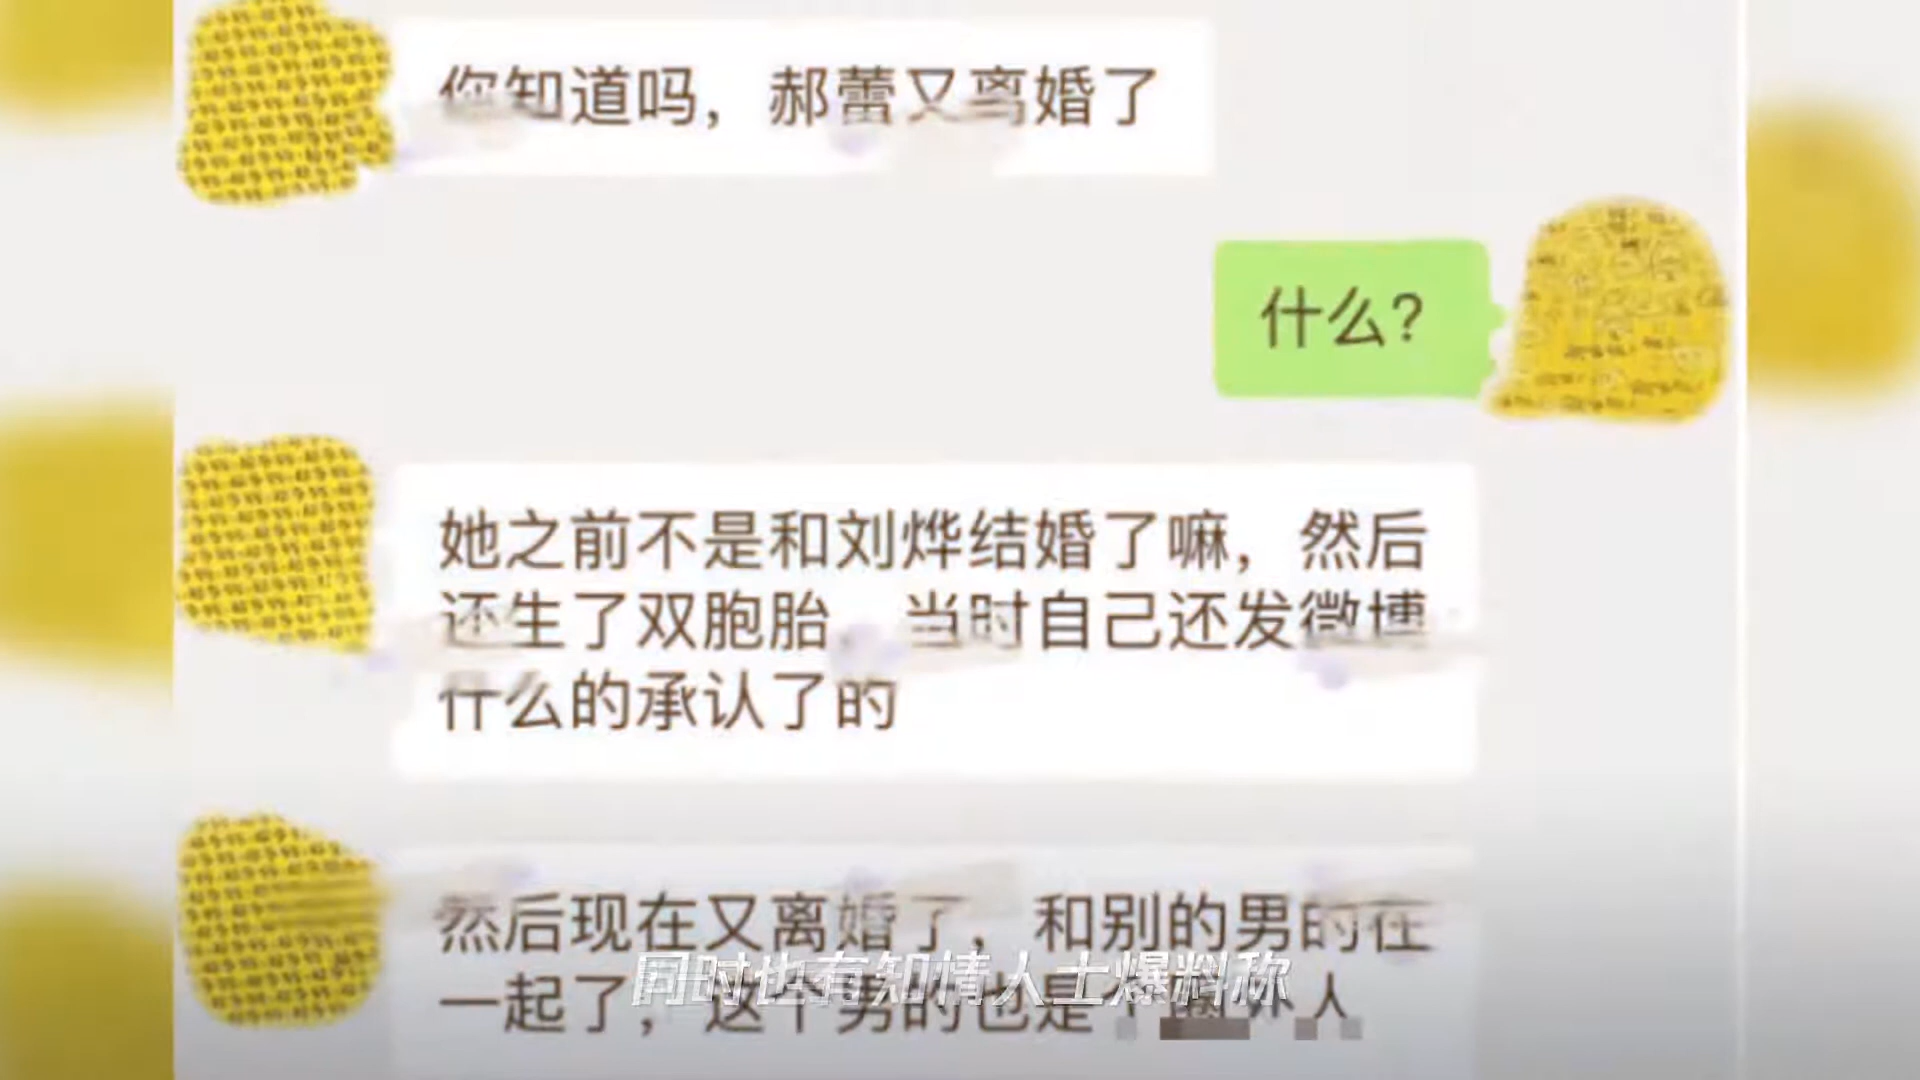 你知道吗，郝蕾又离婚了
什么？
她之前不是和刘烨结婚了嘛，然后
还生了双胞胎 当时自己还发微博
什么的承认了的
然后现在又离婚了，和别的男的在
一起了，这个男的也是个圈外人
同时也有知情人士爆料称